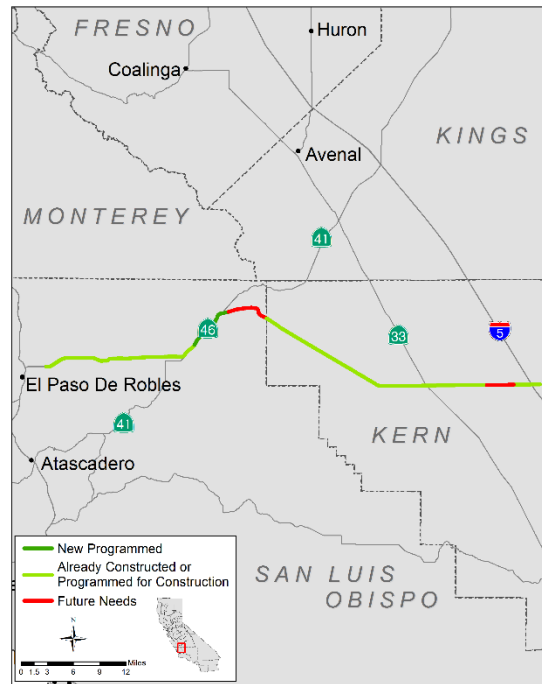 FRESNO
Huron
Coalinga
KINGS
Avenal
MONTEREY
41
46
33
5
El Paso De Robles
41
KERN
Atascadero
New Programmed
Already Constructed or
Programmed for Construction
Future Needs
SAN LUIS
OBISPO
N
Miles
0 1.5 3 6 9 12